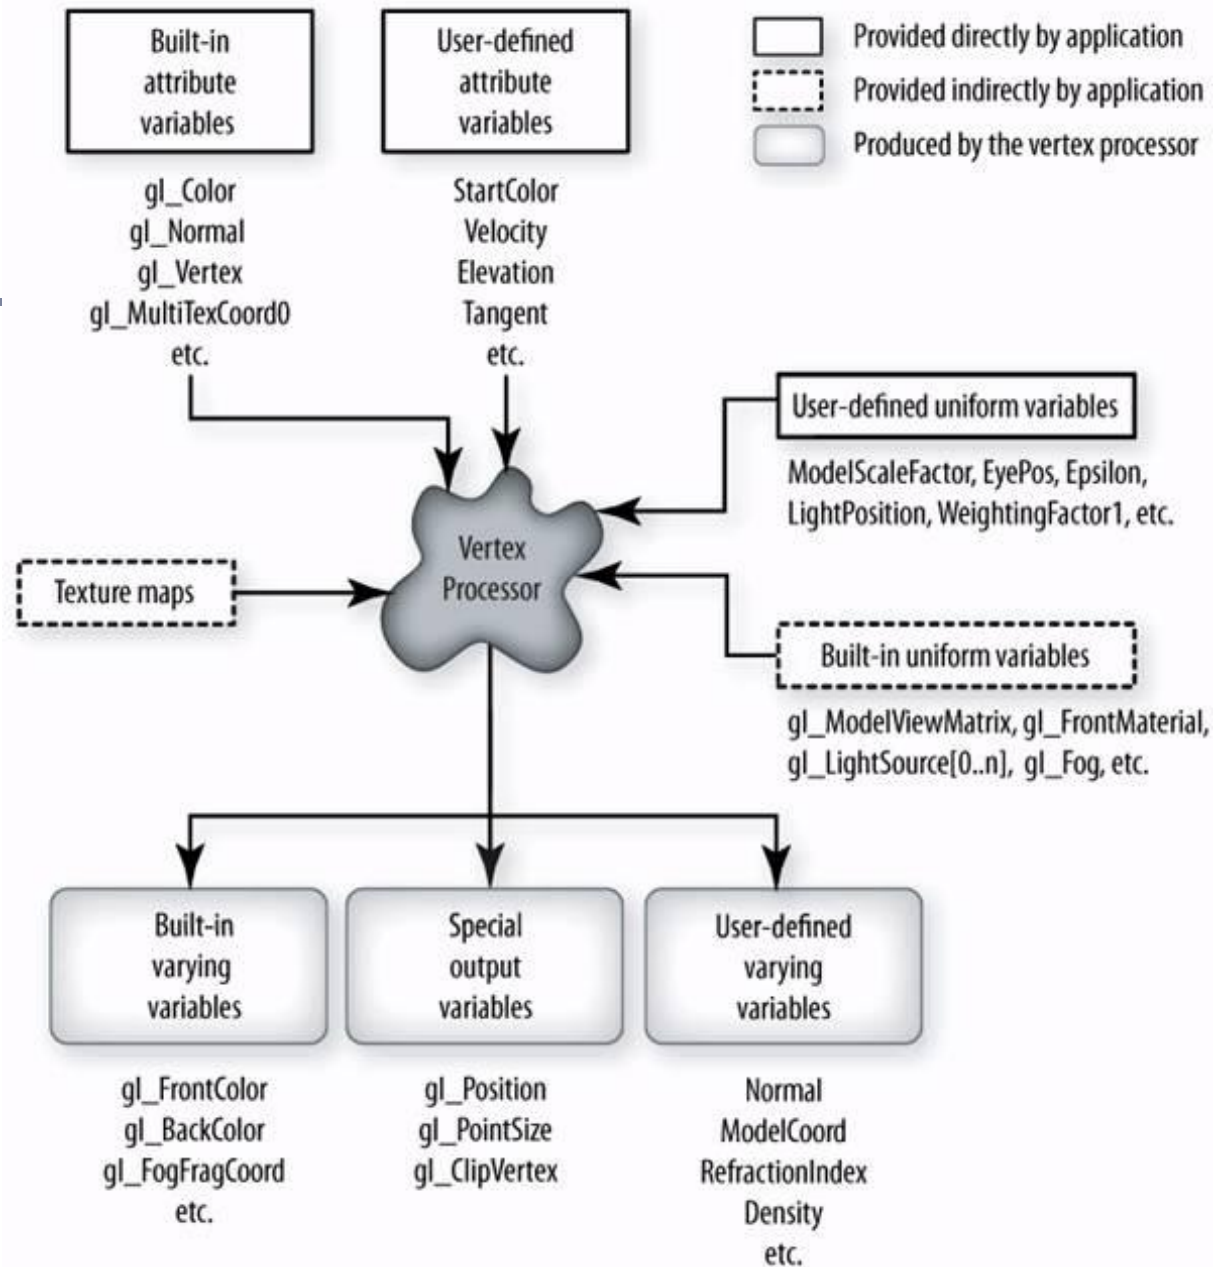 Built-in
attribute
variables
gl_Color
gl_Normal
gl_Vertex
gl_MultiTexCoord0
etc.
User-defined
attribute
variables
StartColor
Velocity
Elevation
Tangent
etc.
Provided directly by application
Provided indirectly by application
Produced by the vertex processor
User-defined uniform variables
ModelScaleFactor, EyePos, Epsilon,
LightPosition, WeightingFactor1, etc.
Vertex
Processor
Texture maps
Built-in uniform variables
gl_ModelViewMatrix, gl_FrontMaterial,
gl_LightSource[0..n], gl_Fog, etc.
Built-in
varying
variables
gl_FrontColor
gl_BackColor
gl_FogFragCoord
etc.
Special
output
variables
gl_Position
gl_PointSize
gl_ClipVertex
User-defined
varying
variables
Normal
ModelCoord
RefractionIndex
Density
etc.